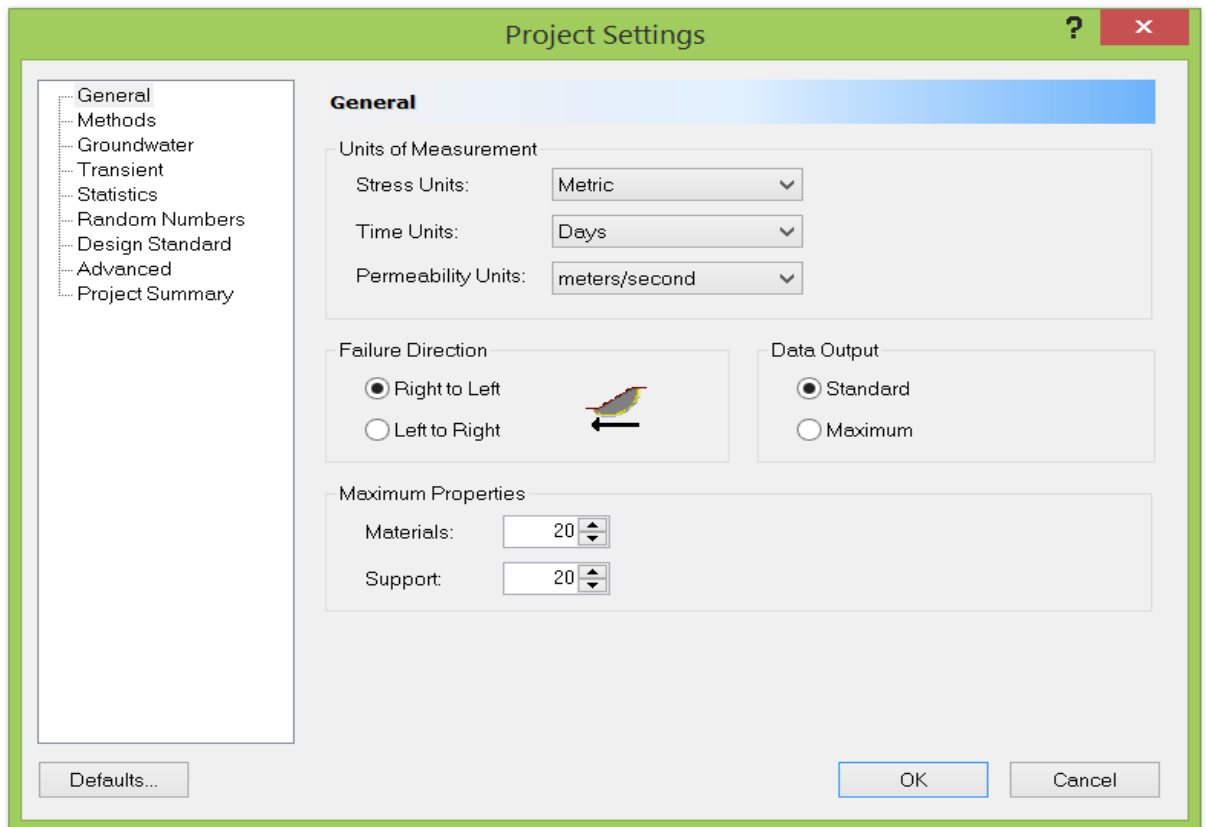 Project Settings
?
General
Methods
Groundwater
Transient
Statistics
Random Numbers
Design Standard
Advanced
Project Summary
General
Units of Measurement
Stress Units: Metric
Time Units: Days
Permeability Units: meters/second
Failure Direction
Right to Left
Left to Right
Data Output
Standard
Maximum
Maximum Properties
Materials: 20
Support: 20
Defaults... OK Cancel